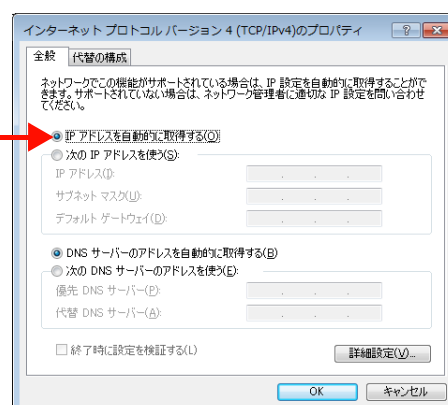 インターネット プロトコル バージョン 4 (TCP/IPv4)のプロパティ
全般
代替の構成
ネットワークでこの機能がサポートされている場合は、IP 設定を自動的に取得することがで
きます。サポートされていない場合は、ネットワーク管理者に適切な IP 設定を問い合わせ
てください。
IP アドレスを自動的に取得する(O)
次の IP アドレスを使う(S):
IP アドレス(I):
サブネット マスク(U):
デフォルト ゲートウェイ(D):
DNS サーバーのアドレスを自動的に取得する(B)
次の DNS サーバーのアドレスを使う(E):
優先 DNS サーバー(P):
代替 DNS サーバー(A):
終了時に設定を検証する(L)
詳細設定(V)...
OK
キャンセル